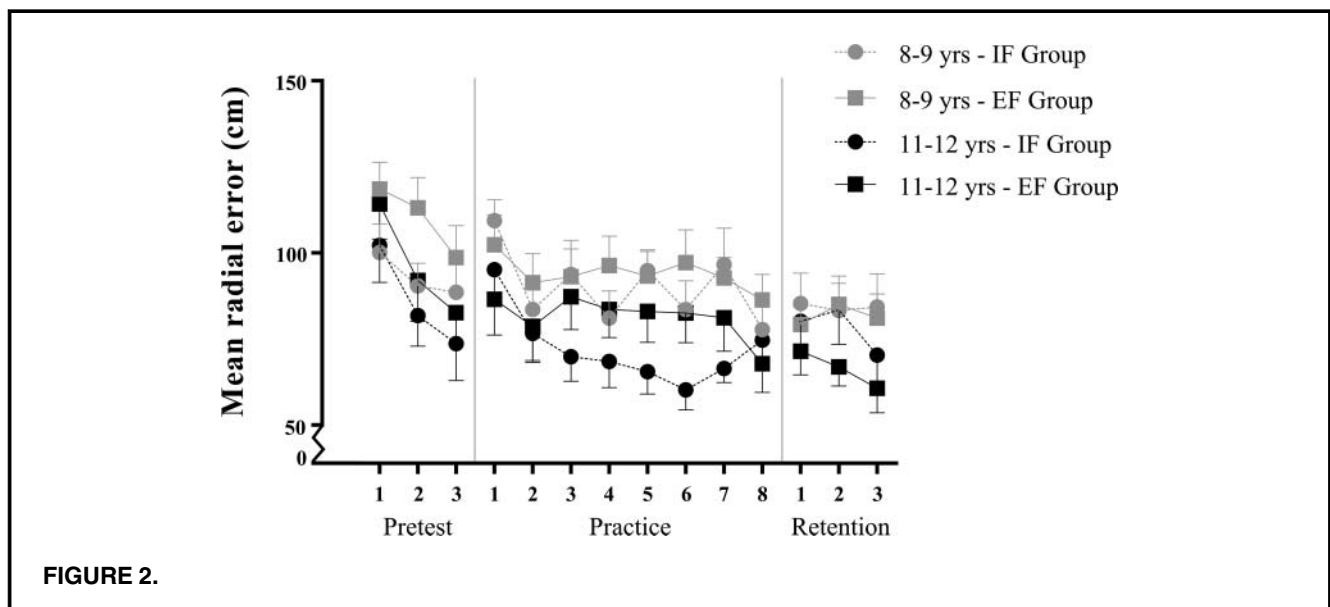 8-9 yrs - IF Group
8-9 yrs - EF Group
11-12 yrs - IF Group
11-12 yrs - EF Group
Mean radial error (cm)
150
100
50
0
1 2 3 1 2 3 4 5 6 7 8 1 2 3
Pretest Practice Retention
FIGURE 2.